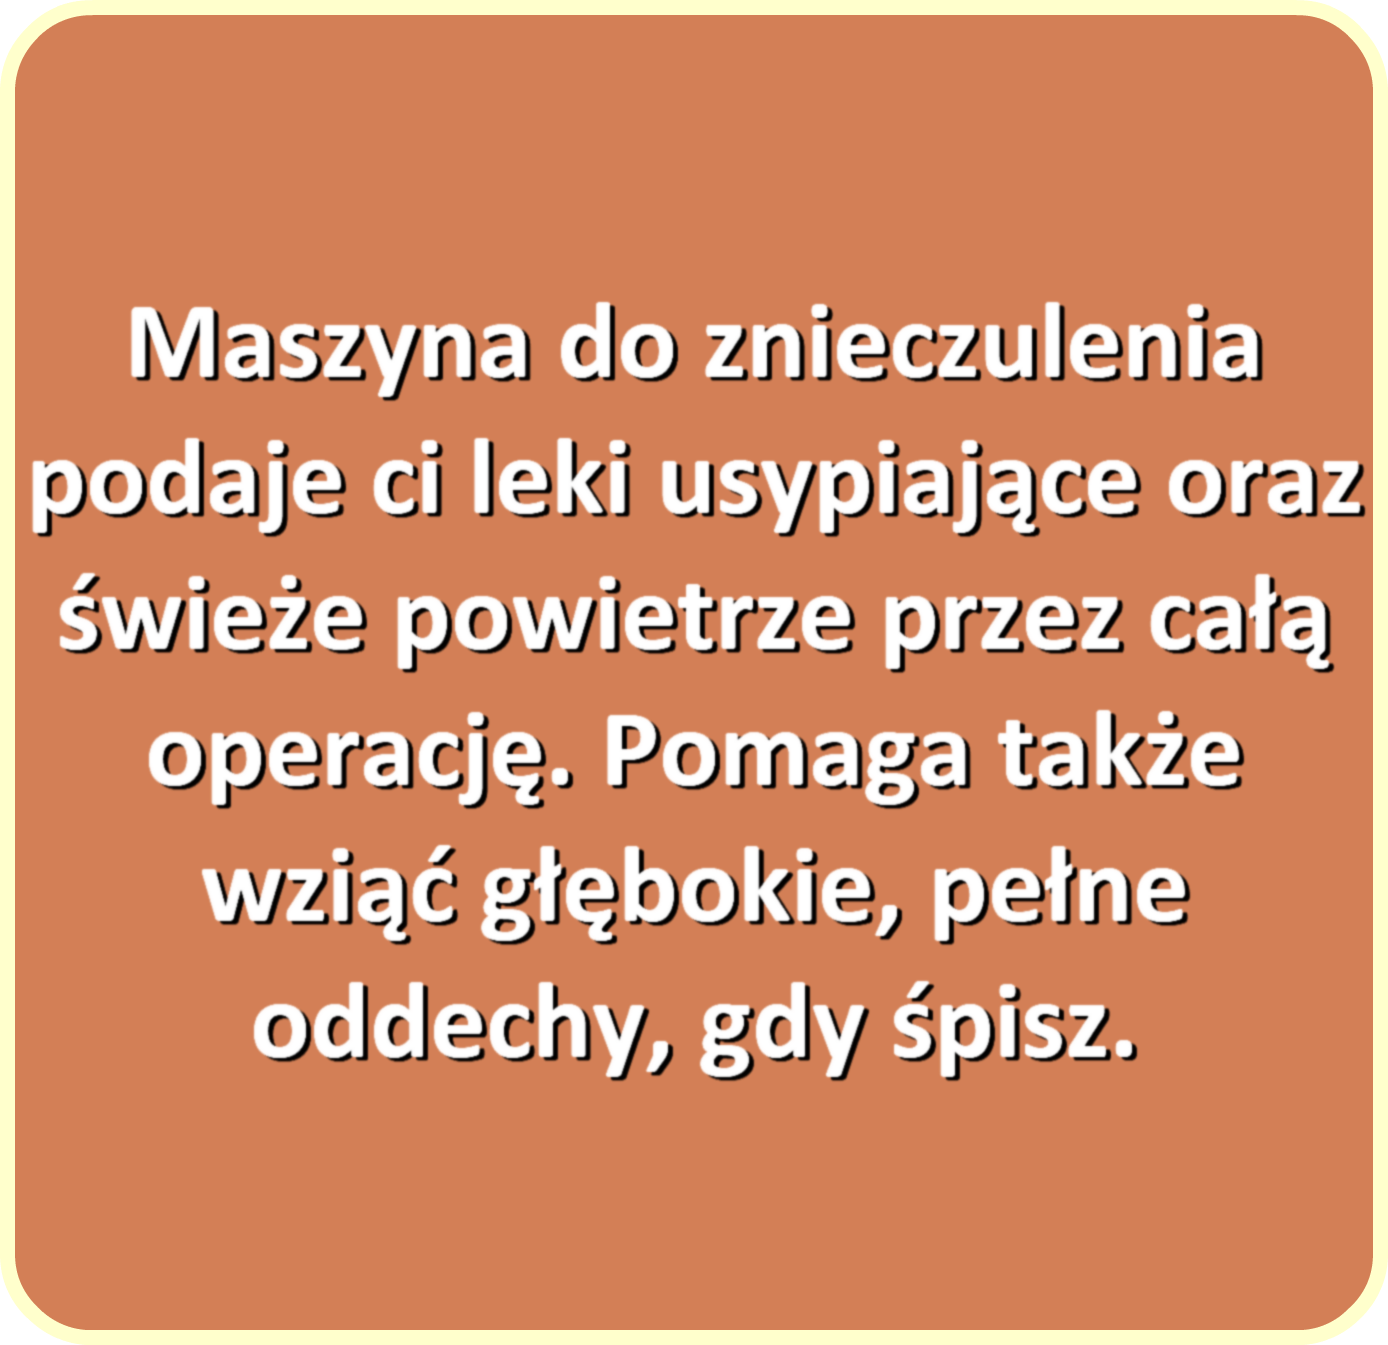 Maszyna do znieczulenia
podaje ci leki usypiające oraz
świeże powietrze przez całą
operację. Pomaga także
wziąć głębokie, pełne
oddechy, gdy śpisz.